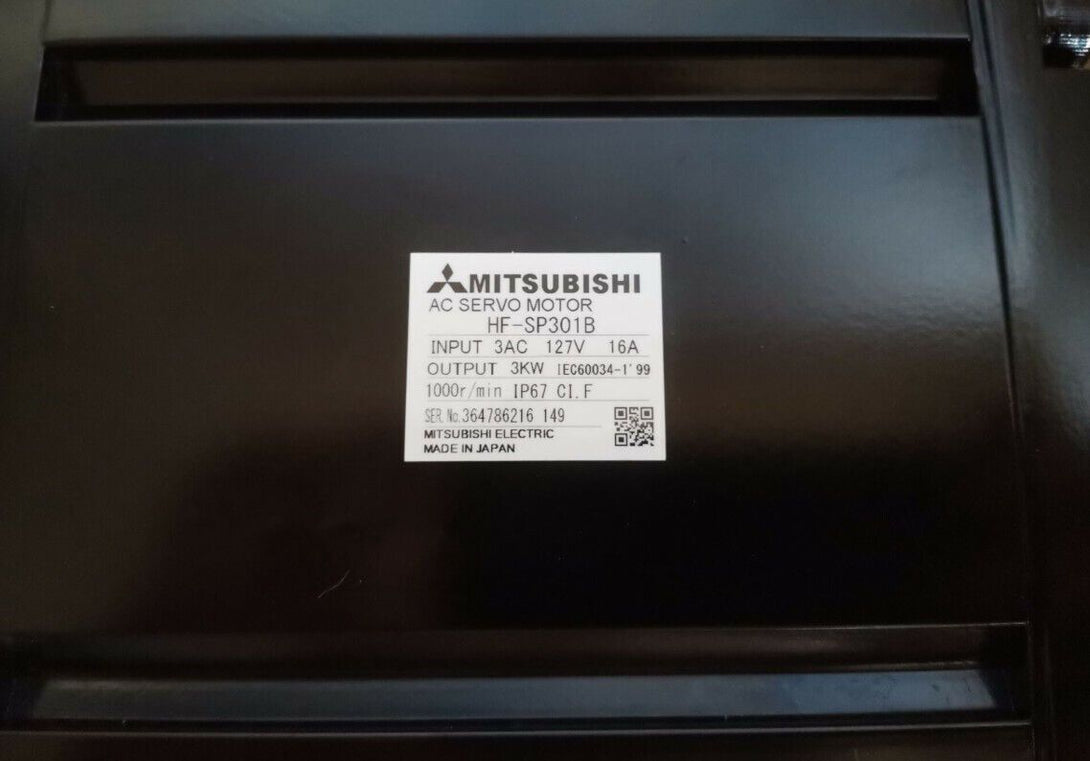 MITSUBISHI
AC SERVO MOTOR
HF-SP301B
INPUT 3AC 127V 16A
OUTPUT 3KW IEC60034-1'99
1000r/min IP67 CI.F
SER.No.364786216 149
MITSUBISHI ELECTRIC
MADE IN JAPAN